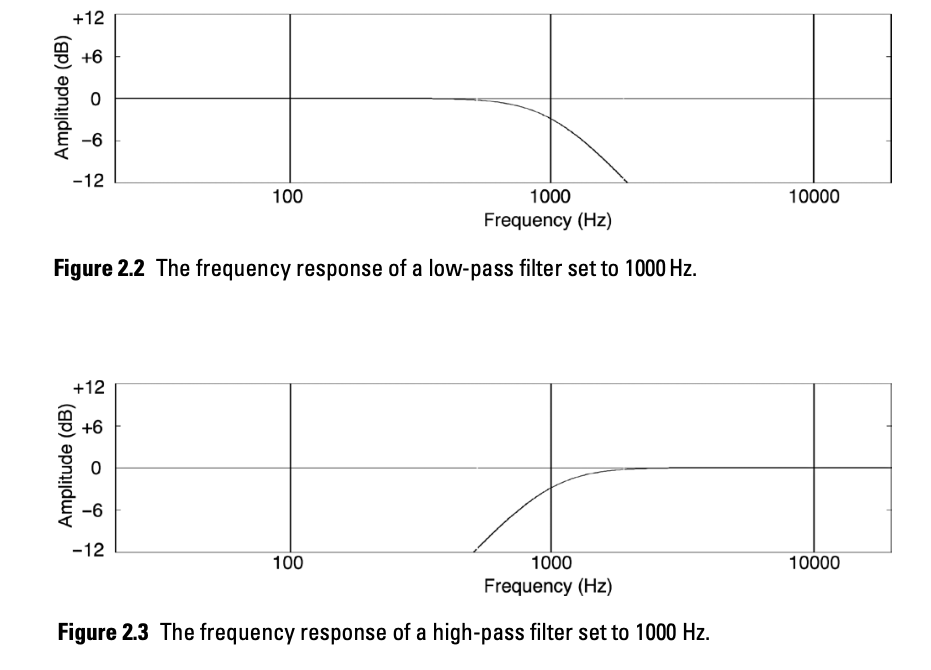 +12
+6
0
−6
−12
Amplitude (dB)
100
1000
10000
Frequency (Hz)
Figure 2.2 The frequency response of a low-pass filter set to 1000 Hz.
+12
+6
0
−6
−12
Amplitude (dB)
100
1000
10000
Frequency (Hz)
Figure 2.3 The frequency response of a high-pass filter set to 1000 Hz.